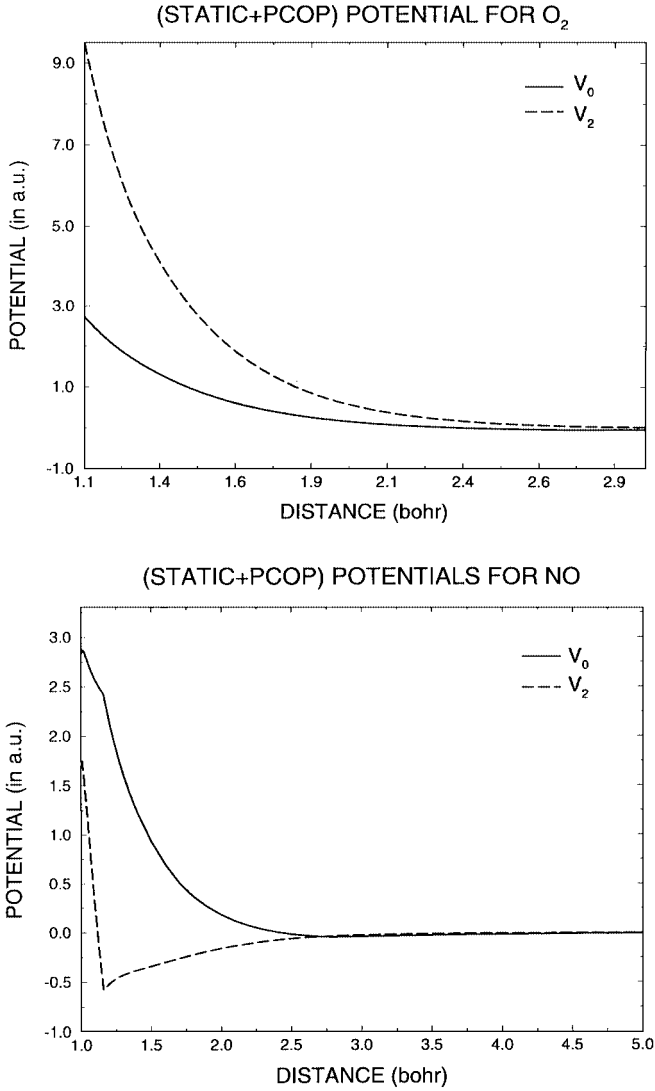 (STATIC+PCOP) POTENTIAL FOR O₂
9.0
7.0
5.0
3.0
1.0
-1.0
POTENTIAL (in a.u.)
V₀
V₂
1.1 1.4 1.6 1.9 2.1 2.4 2.6 2.9
DISTANCE (bohr)
(STATIC+PCOP) POTENTIALS FOR NO
3.0
2.5
2.0
1.5
1.0
0.5
0.0
-0.5
-1.0
POTENTIAL (in a.u.)
V₀
V₂
1.0 1.5 2.0 2.5 3.0 3.5 4.0 4.5 5.0
DISTANCE (bohr)